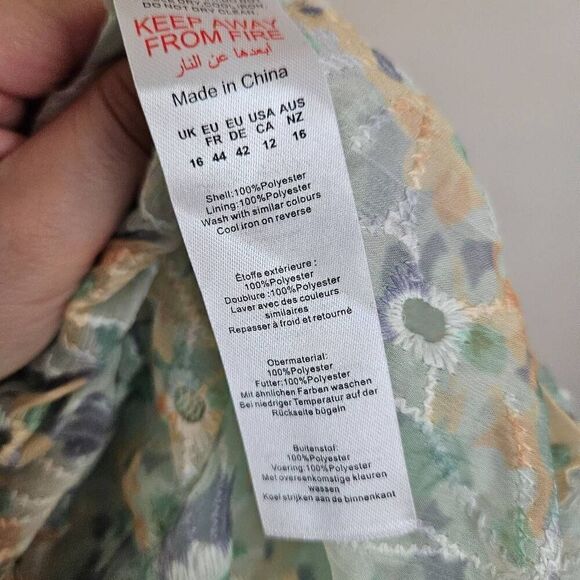 DO NOT DRY CLEAN.
KEEP AWAY
FROM FIRE
ابعدها عن النار
Made in China
UK EU EU USA AUS
FR DE CA NZ
16 44 42 12 16
Shell:100%Polyester
Lining:100%Polyester
Wash with similar colours
Cool iron on reverse
Étoffe extérieure :
100%Polyester
Doublure :100%Polyester
Laver avec des couleurs
similaires
Repasser à froid et retourné
Obermaterial:
100%Polyester
Futter:100%Polyester
Mit ähnlichen Farben waschen
Bei niedriger Temperatur auf der
Rückseite bügeln
Buitenstof:
100%Polyester
Voering:100%Polyester
Met overeenkomstige kleuren
wassen
Koel strijken aan de binnenkant